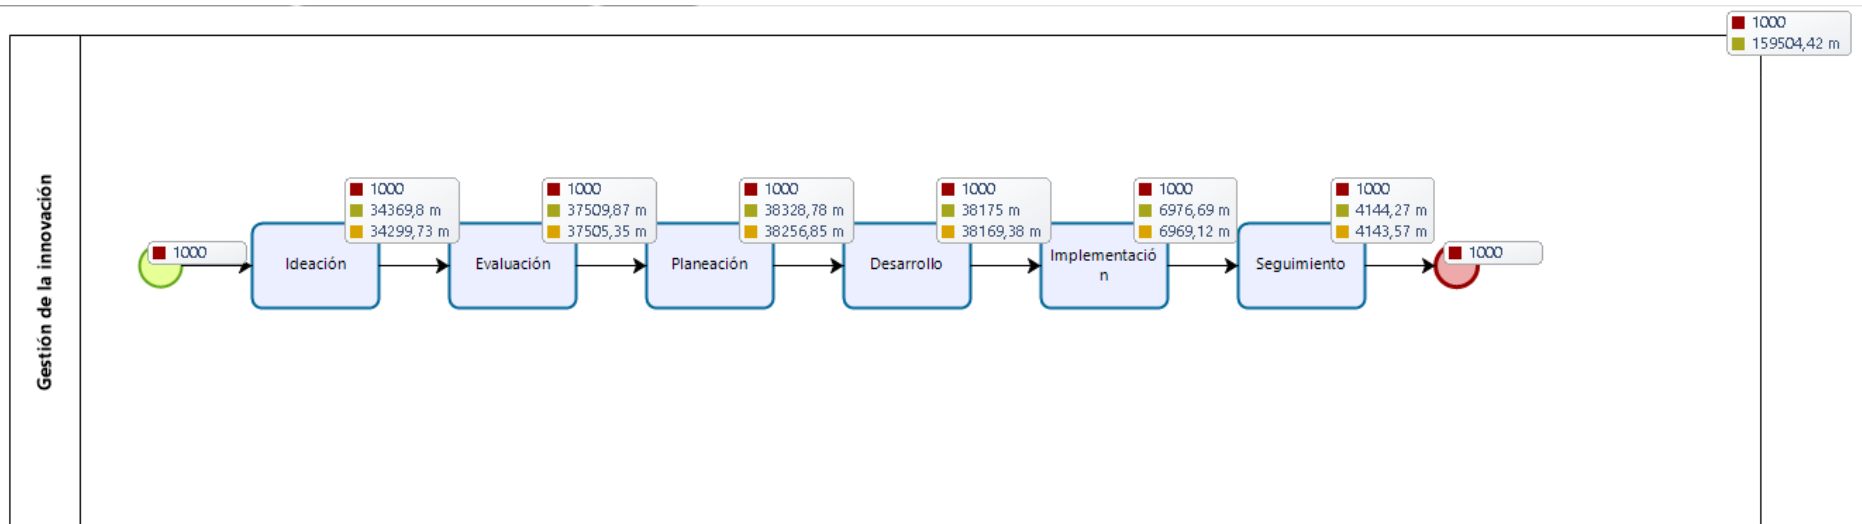 1000
159504,42 m
Gestión de la innovación
1000
34369,8 m
34299,73 m
1000
37509,87 m
37505,35 m
1000
38328,78 m
38256,85 m
1000
38175 m
38169,38 m
1000
6976,69 m
6969,12 m
1000
4144,27 m
4143,57 m
1000
Ideación
Evaluación
Planeación
Desarrollo
Implementació
n
Seguimiento
1000